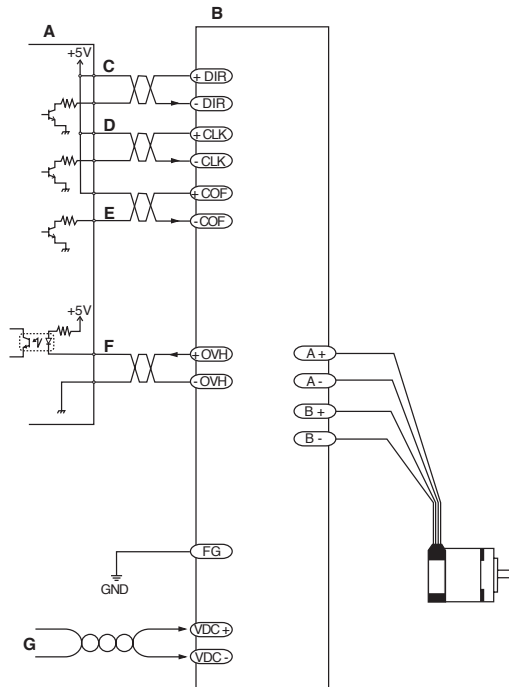 B
A
+5V
C
+ DIR
- DIR
D
+ CLK
- CLK
+ COF
E
- COF
+5V
F
+ OVH
- OVH
A +
A -
B +
B -
FG
GND
G
VDC +
VDC -